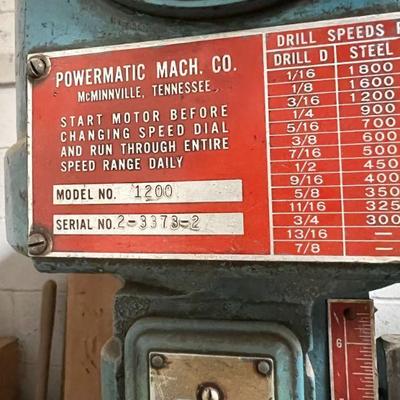 POWERMATIC MACH. CO.
McMINNVILLE, TENNESSEE
START MOTOR BEFORE
CHANGING SPEED DIAL
AND RUN THROUGH ENTIRE
SPEED RANGE DAILY
MODEL NO. 1200
SERIAL NO. 2-3373-2
DRILL SPEEDS
DRILL D STEEL
1/16 1800
1/8 1600
3/16 1200
1/4 900
5/16 700
3/8 600
7/16 500
1/2 450
9/16 400
5/8 350
11/16 325
3/4 300
13/16 —
7/8 —
6